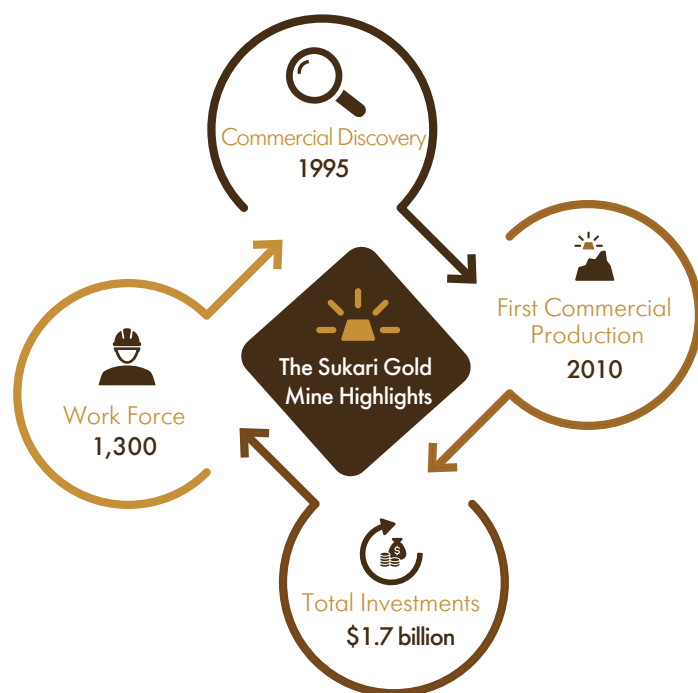 Commercial Discovery
1995
First Commercial
Production
2010
The Sukari Gold
Mine Highlights
Work Force
1,300
$
Total Investments
$1.7 billion